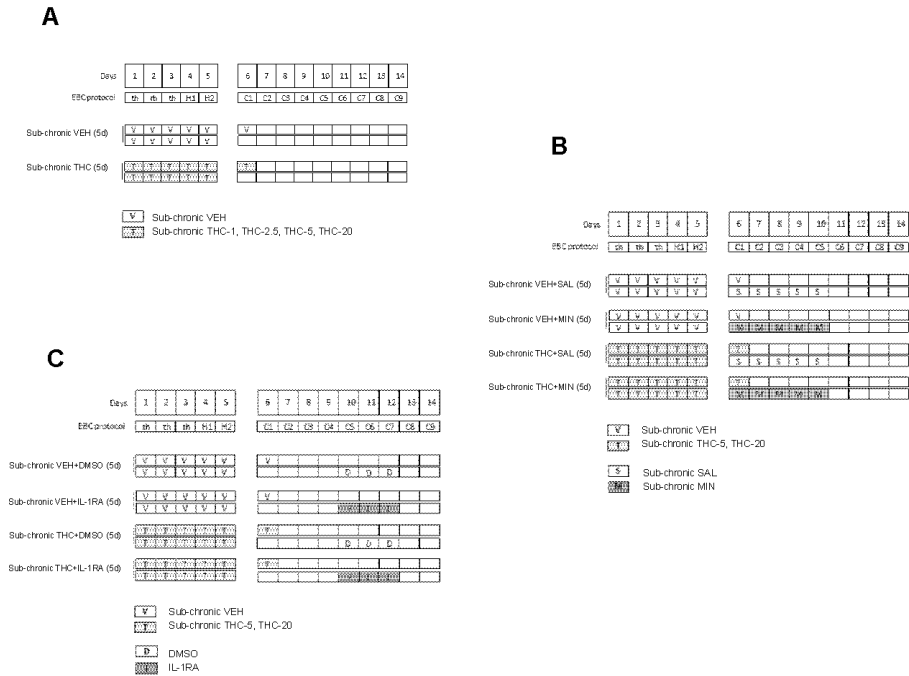 A
Days 1 2 3 4 5 6 7 8 9 10 11 12 13 14
EBC protocol th th th H1 H2 C1 C2 C3 C4 C5 C6 C7 C8 C9
Sub-chronic VEH (5d) V V V V V V
V V V V V
Sub-chronic THC (5d) T T T T T T
T T T T T
V Sub-chronic VEH
T Sub-chronic THC-1, THC-2.5, THC-5, THC-20
B
Days 1 2 3 4 5 6 7 8 9 10 11 12 13 14
EBC protocol th th th H1 H2 C1 C2 C3 C4 C5 C6 C7 C8 C9
Sub-chronic VEH+SAL (5d) V V V V V V
V V V V V S S S S S
Sub-chronic VEH+MIN (5d) V V V V V V
V V V V V M M M M M
Sub-chronic THC+SAL (5d) T T T T T T
T T T T T S S S S S
Sub-chronic THC+MIN (5d) T T T T T T
T T T T T M M M M M
V Sub-chronic VEH
T Sub-chronic THC-5, THC-20
S Sub-chronic SAL
M Sub-chronic MIN
C
Days 1 2 3 4 5 6 7 8 9 10 11 12 13 14
EBC protocol th th th H1 H2 C1 C2 C3 C4 C5 C6 C7 C8 C9
Sub-chronic VEH+DMSO (5d) V V V V V V
V V V V V D D D
Sub-chronic VEH+IL-1RA (5d) V V V V V V
V V V V V
Sub-chronic THC+DMSO (5d) T T T T T T
T T T T T D D D
Sub-chronic THC+IL-1RA (5d) T T T T T T
T T T T T
V Sub-chronic VEH
T Sub-chronic THC-5, THC-20
D DMSO
IL-1RA